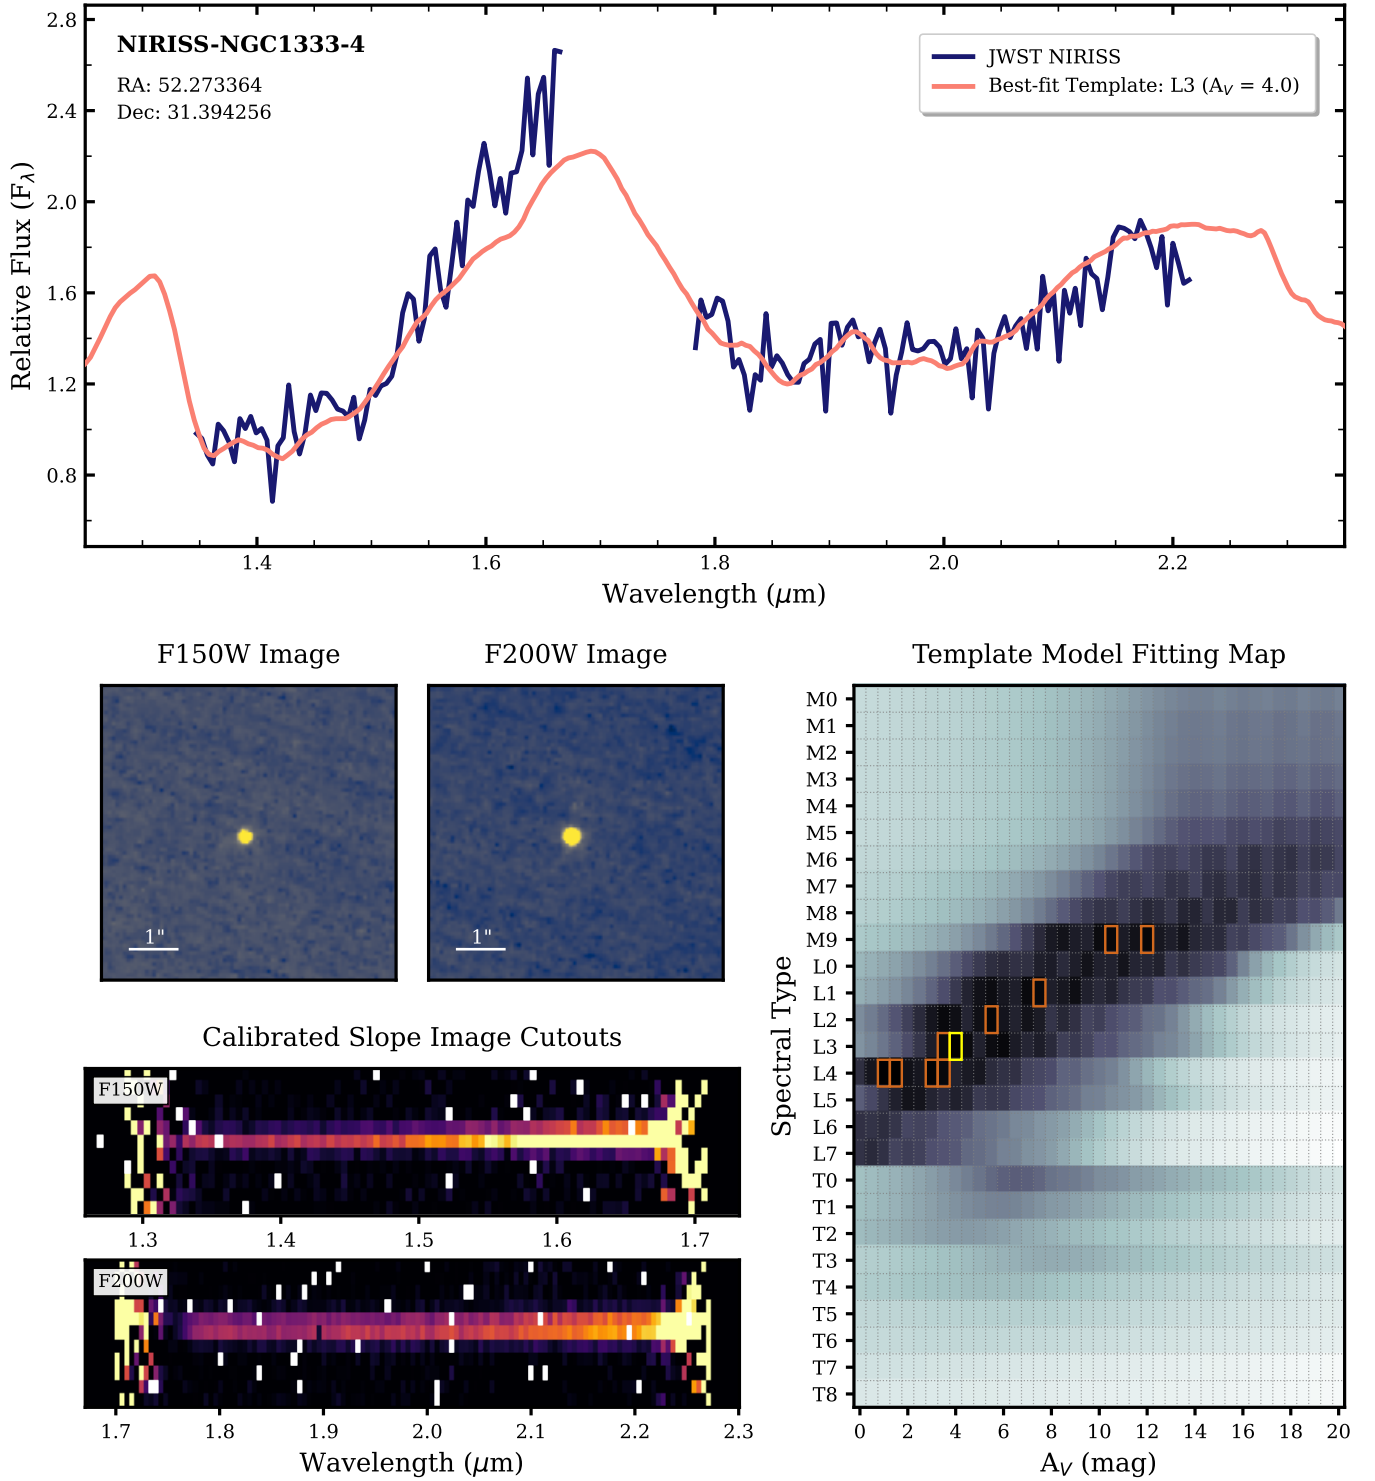 NIRISS-NGC1333-4
RA: 52.273364
Dec: 31.394256
JWST NIRISS
Best-fit Template: L3 (A_V = 4.0)
Relative Flux (F_λ)
2.8
2.4
2.0
1.6
1.2
0.8
1.4 1.6 1.8 2.0 2.2
Wavelength (μm)
F150W Image
1"
F200W Image
1"
Calibrated Slope Image Cutouts
F150W
1.3 1.4 1.5 1.6 1.7
F200W
1.7 1.8 1.9 2.0 2.1 2.2 2.3
Wavelength (μm)
Template Model Fitting Map
Spectral Type
M0
M1
M2
M3
M4
M5
M6
M7
M8
M9
L0
L1
L2
L3
L4
L5
L6
L7
T0
T1
T2
T3
T4
T5
T6
T7
T8
0 2 4 6 8 10 12 14 16 18 20
A_V (mag)